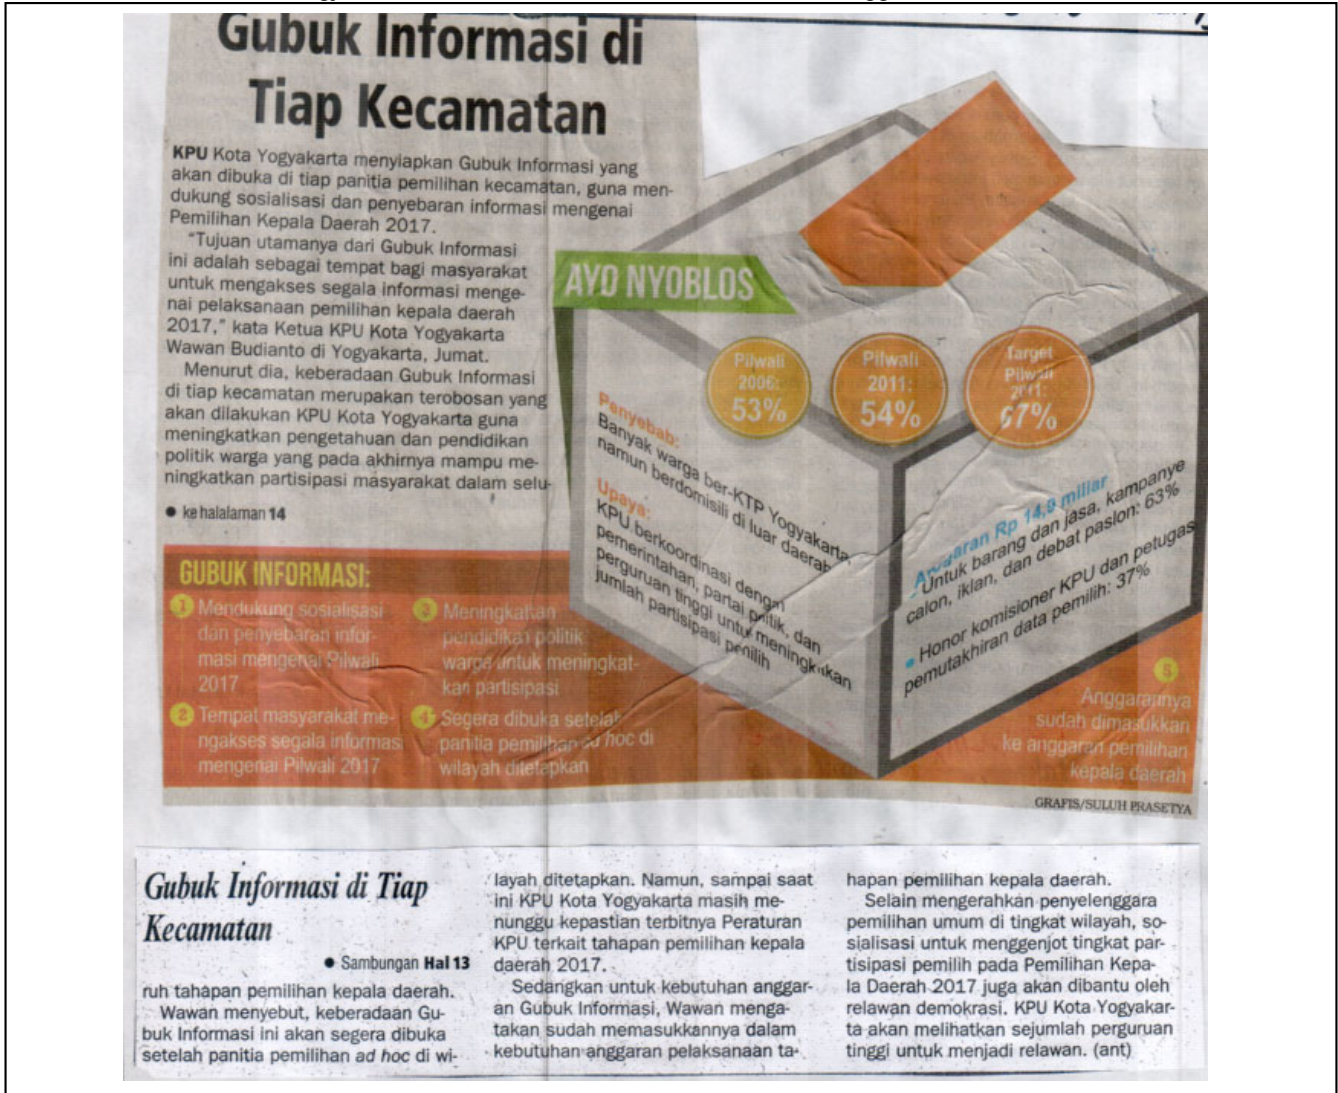 Gubuk Informasi di
Tiap Kecamatan
KPU Kota Yogyakarta menyiapkan Gubuk Informasi yang
akan dibuka di tiap panitia pemilihan kecamatan, guna men-
dukung sosialisasi dan penyebaran informasi mengenai
Pemilihan Kepala Daerah 2017.
"Tujuan utamanya dari Gubuk Informasi
ini adalah sebagai tempat bagi masyarakat
untuk mengakses segala informasi menge-
nai pelaksanaan pemilihan kepala daerah
2017," kata Ketua KPU Kota Yogyakarta
Wawan Budianto di Yogyakarta, Jumat.
Menurut dia, keberadaan Gubuk Informasi
di tiap kecamatan merupakan terobosan yang
akan dilakukan KPU Kota Yogyakarta guna
meningkatkan pengetahuan dan pendidikan
politik warga yang pada akhirnya mampu me-
ningkatkan partisipasi masyarakat dalam selu-
● ke halalaman 14
AYO NYOBLOS
Pilwali
2006:
53%
Pilwali
2011:
54%
Target
Pilwali
2011:
67%
Penyebab:
Banyak warga ber-KTP Yogyakarta,
namun berdomisili di luar daerah
Upaya:
KPU berkoordinasi dengan
pemerintahan, partai politik, dan
perguruan tinggi untuk meningkatkan
jumlah partisipasi pemilih
Anggaran Rp 14,9 miliar
Untuk barang dan jasa, kampanye
calon, iklan, dan debat paslon: 63%
● Honor komisioner KPU dan petugas
pemutakhiran data pemilih: 37%
GUBUK INFORMASI:
1 Mendukung sosialisasi
dan penyebaran infor-
masi mengenai Pilwali
2017
2 Tempat masyarakat me-
ngakses segala informasi
mengenai Pilwali 2017
3 Meningkatkan
pendidikan politik
warga untuk meningkat-
kan partisipasi
4 Segera dibuka setelah
panitia pemilihan ad hoc di
wilayah ditetapkan
5
Anggarannya
sudah dimasukkan
ke anggaran pemilihan
kepala daerah
GRAFIS/SULUH PRASETYA
Gubuk Informasi di Tiap
Kecamatan
● Sambungan Hal 13
ruh tahapan pemilihan kepala daerah.
Wawan menyebut, keberadaan Gu-
buk Informasi ini akan segera dibuka
setelah panitia pemilihan ad hoc di wi-
layah ditetapkan. Namun, sampai saat
ini KPU Kota Yogyakarta masih me-
nunggu kepastian terbitnya Peraturan
KPU terkait tahapan pemilihan kepala
daerah 2017.
Sedangkan untuk kebutuhan anggar-
an Gubuk Informasi, Wawan menga-
takan sudah memasukkannya dalam
kebutuhan anggaran pelaksanaan ta-
hapan pemilihan kepala daerah.
Selain mengerahkan penyelenggara
pemilihan umum di tingkat wilayah, so-
sialisasi untuk menggenjot tingkat par-
tisipasi pemilih pada Pemilihan Kepa-
la Daerah 2017 juga akan dibantu oleh
relawan demokrasi. KPU Kota Yogyakar-
ta akan melihatkan sejumlah perguruan
tinggi untuk menjadi relawan. (ant)